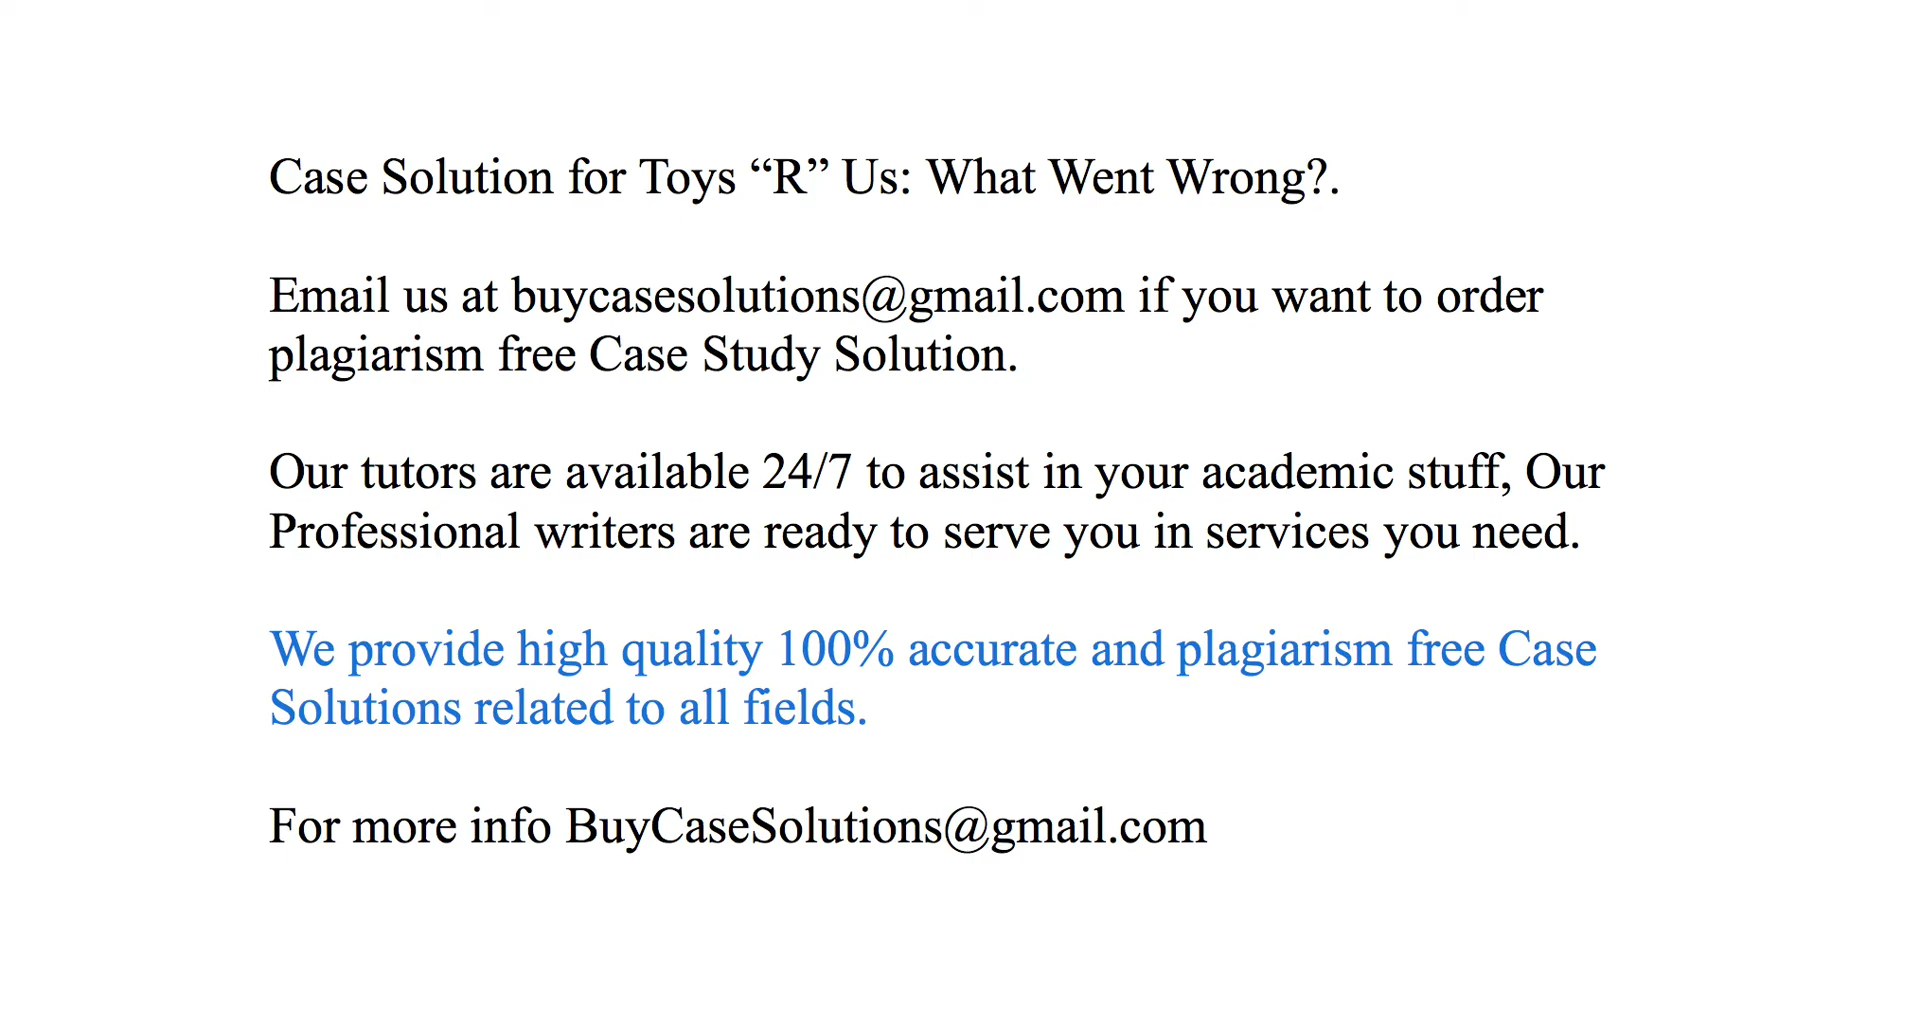 Case Solution for Toys “R” Us: What Went Wrong?.
Email us at buycasesolutions@gmail.com if you want to order
plagiarism free Case Study Solution.
Our tutors are available 24/7 to assist in your academic stuff, Our
Professional writers are ready to serve you in services you need.
We provide high quality 100% accurate and plagiarism free Case
Solutions related to all fields.
For more info BuyCaseSolutions@gmail.com